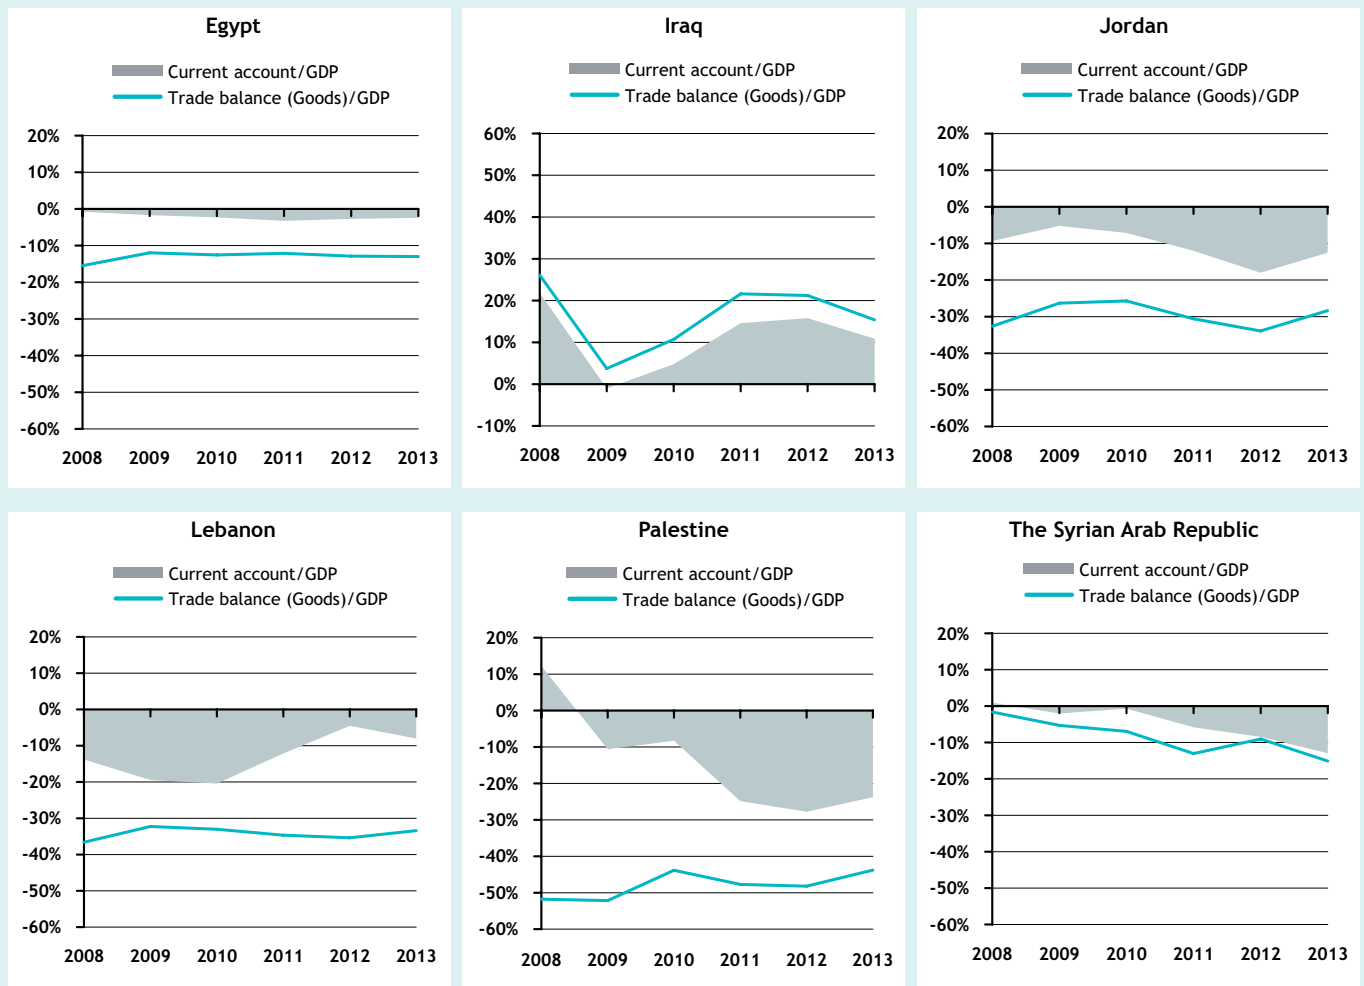 Egypt
Current account/GDP
Trade balance (Goods)/GDP
20%
10%
0%
-10%
-20%
-30%
-40%
-50%
-60%
2008 2009 2010 2011 2012 2013
Iraq
Current account/GDP
Trade balance (Goods)/GDP
60%
50%
40%
30%
20%
10%
0%
-10%
2008 2009 2010 2011 2012 2013
Jordan
Current account/GDP
Trade balance (Goods)/GDP
20%
10%
0%
-10%
-20%
-30%
-40%
-50%
-60%
2008 2009 2010 2011 2012 2013
Lebanon
Current account/GDP
Trade balance (Goods)/GDP
20%
10%
0%
-10%
-20%
-30%
-40%
-50%
-60%
2008 2009 2010 2011 2012 2013
Palestine
Current account/GDP
Trade balance (Goods)/GDP
20%
10%
0%
-10%
-20%
-30%
-40%
-50%
-60%
2008 2009 2010 2011 2012 2013
The Syrian Arab Republic
Current account/GDP
Trade balance (Goods)/GDP
20%
10%
0%
-10%
-20%
-30%
-40%
-50%
-60%
2008 2009 2010 2011 2012 2013